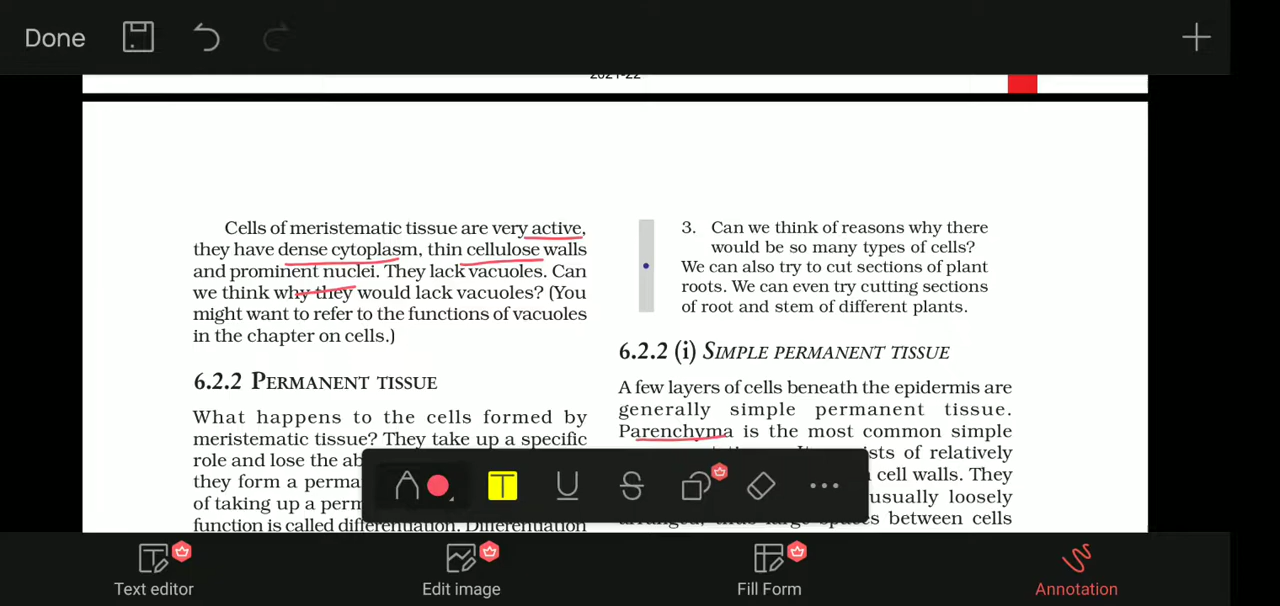 Done
2021-22
Cells of meristematic tissue are very active,
they have dense cytoplasm, thin cellulose walls
and prominent nuclei. They lack vacuoles. Can
we think why they would lack vacuoles? (You
might want to refer to the functions of vacuoles
in the chapter on cells.)
6.2.2 PERMANENT TISSUE
What happens to the cells formed by
meristematic tissue? They take up a specific
role and lose the
they form a
of taking up a
function is called differentiation. Differentiation
3. Can we think of reasons why there
would be so many types of cells?
We can also try to cut sections of plant
roots. We can even try cutting sections
of root and stem of different plants.
6.2.2 (i) SIMPLE PERMANENT TISSUE
A few layers of cells beneath the epidermis are
generally simple permanent tissue.
Parenchyma is the most common simple
of relatively
cell walls. They
usually loosely
between cells
T
U
S
Text editor
Edit image
Fill Form
Annotation